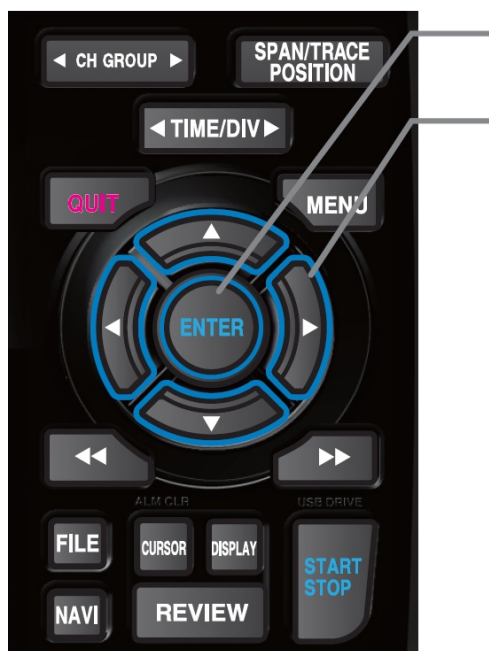 ◀ CH GROUP ▶
SPAN/TRACE
POSITION
◀ TIME/DIV ▶
QUIT
MENU
ENTER
ALM CLR
USB DRIVE
FILE
CURSOR
DISPLAY
START
STOP
NAVI
REVIEW